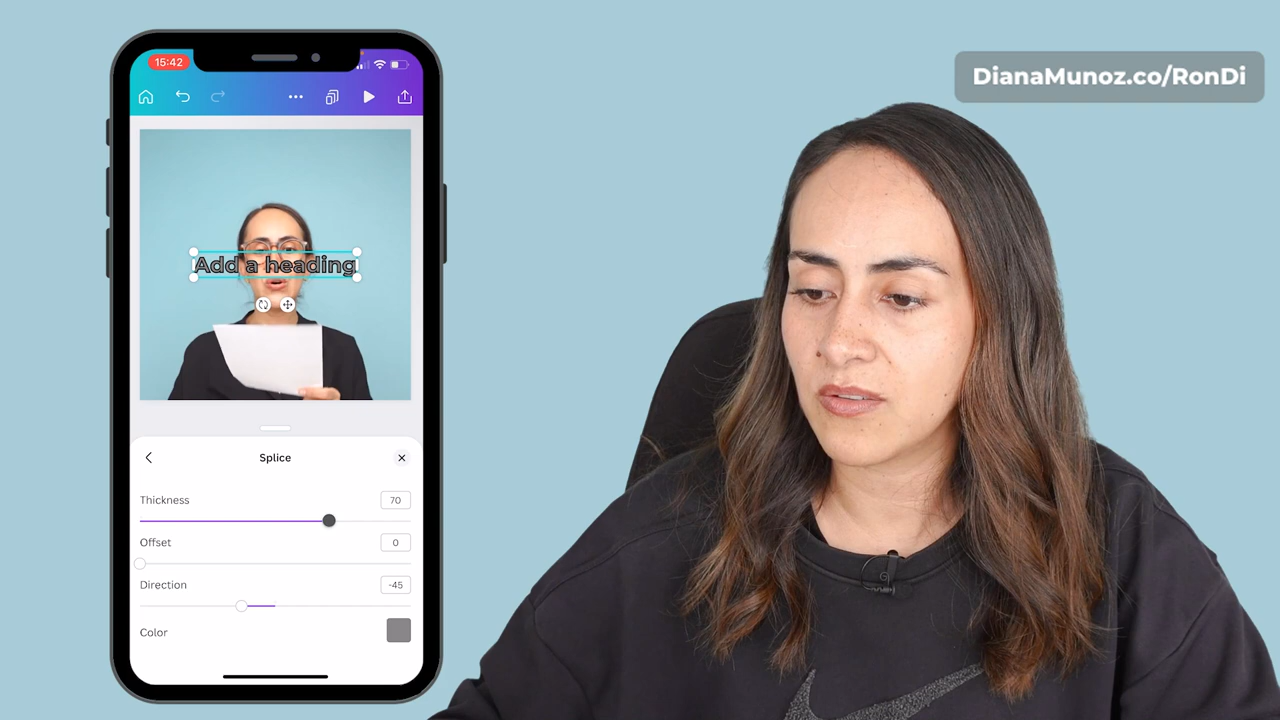 15:42
DianaMunoz.co/RonDi
Add a heading
Splice
Thickness 70
Offset 0
Direction -45
Color